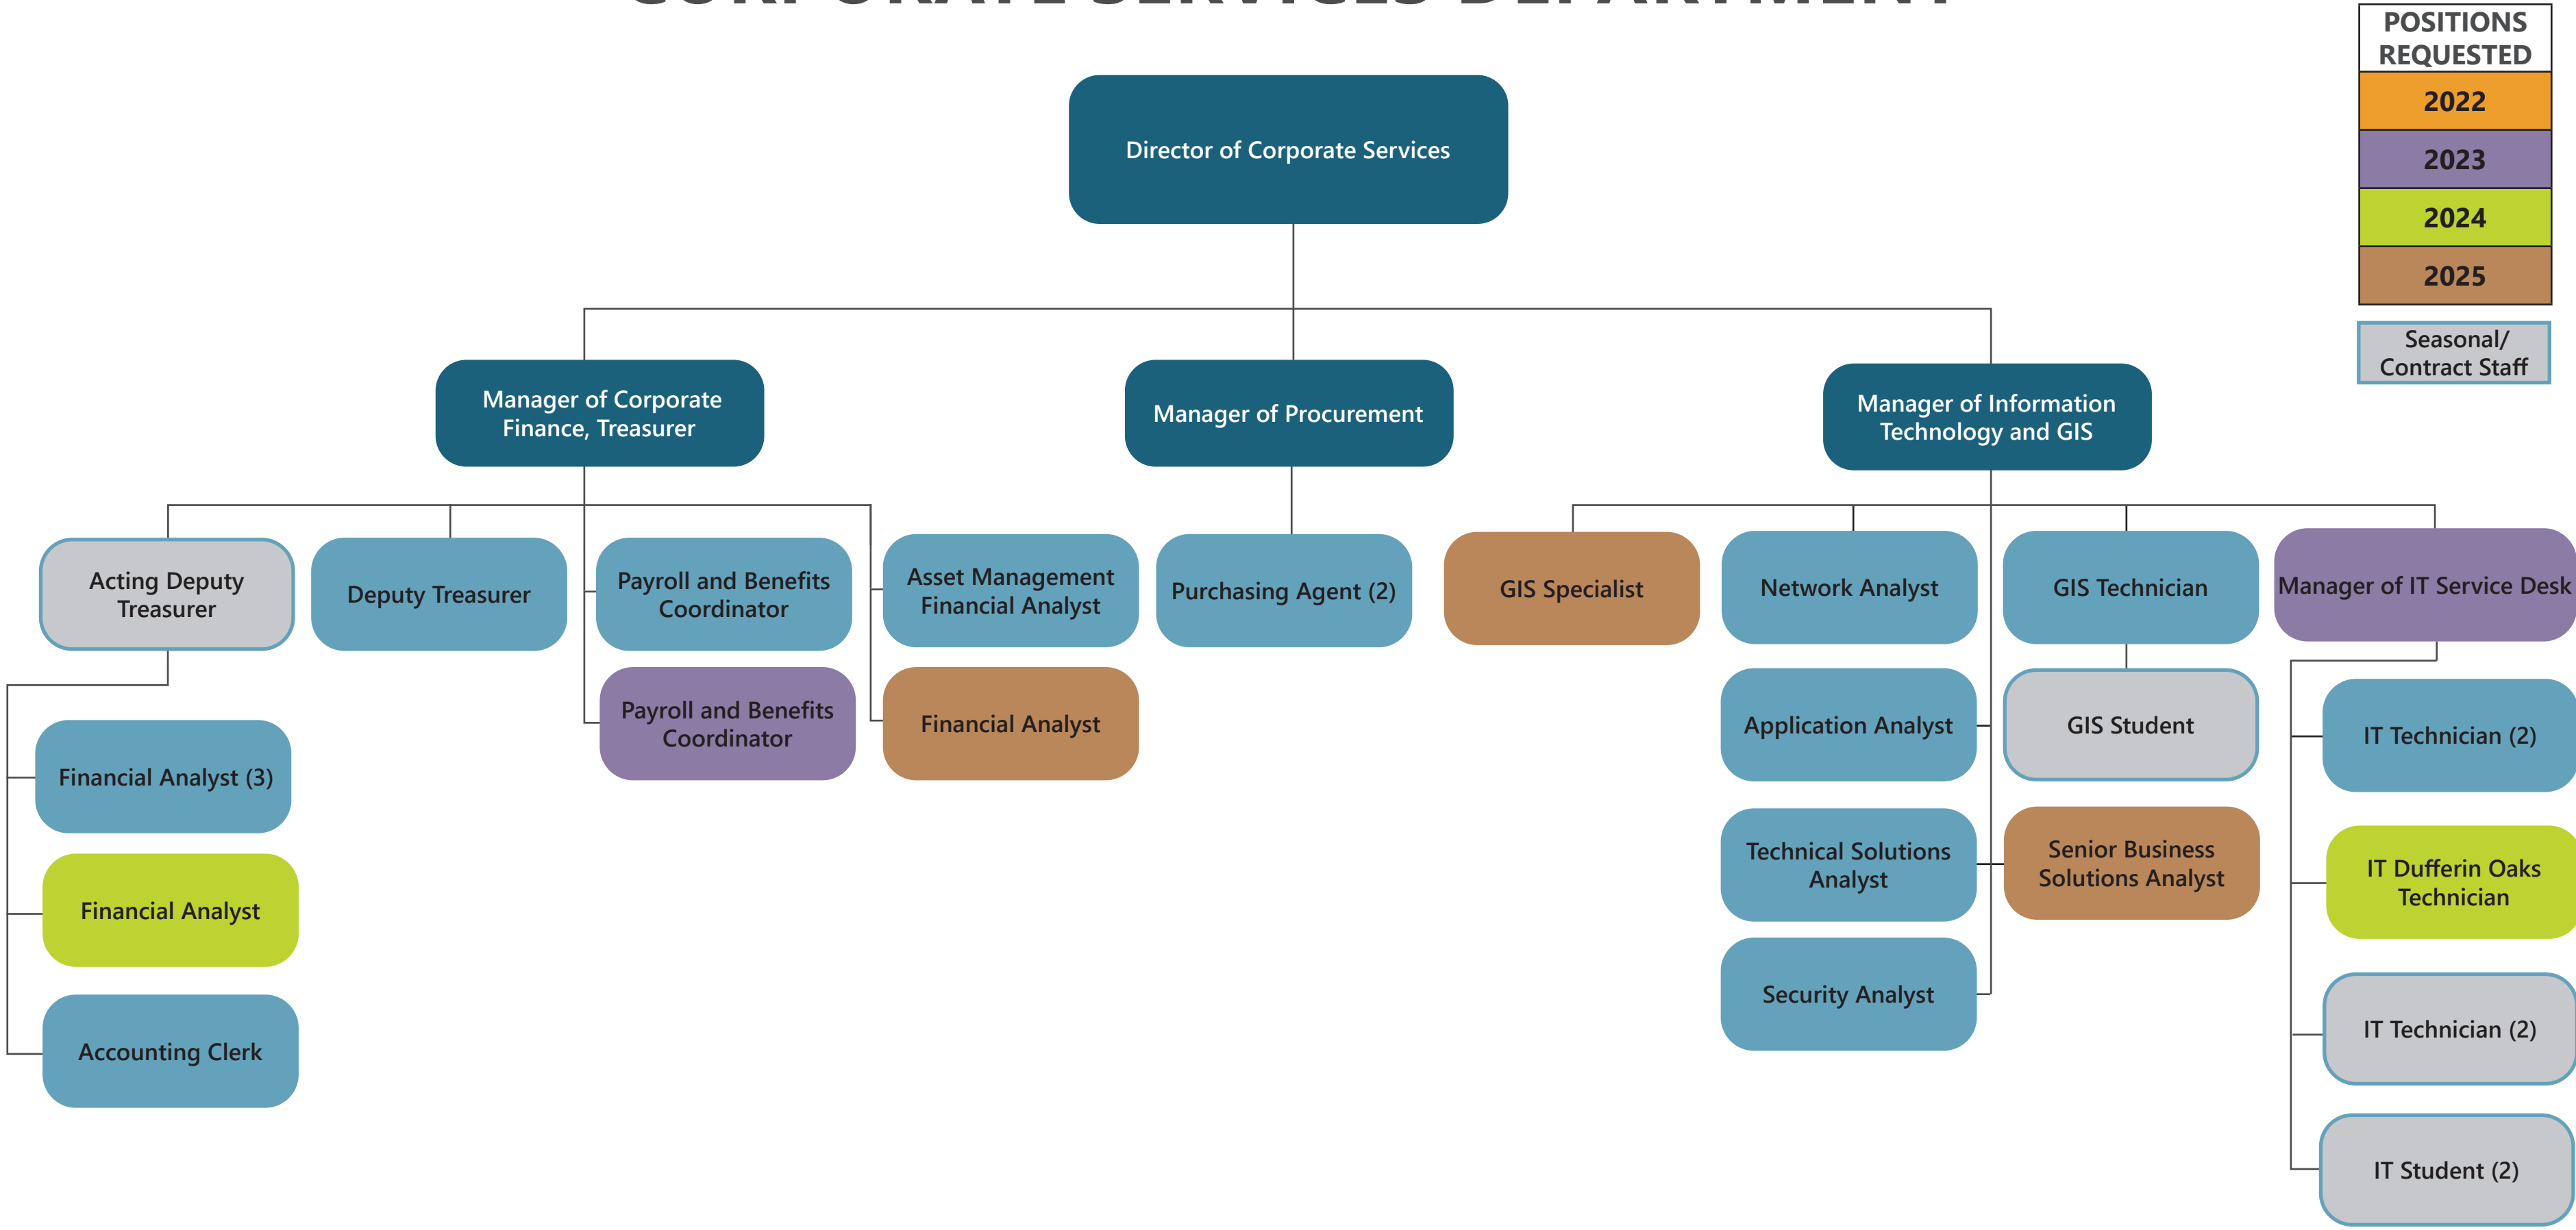 CORPORATE SERVICES DEPARTMENT
POSITIONS
REQUESTED
2022
2023
2024
2025
Seasonal/
Contract Staff
Director of Corporate Services
Manager of Corporate
Finance, Treasurer
Manager of Procurement
Manager of Information
Technology and GIS
Acting Deputy
Treasurer
Deputy Treasurer
Payroll and Benefits
Coordinator
Asset Management
Financial Analyst
Purchasing Agent (2)
GIS Specialist
Network Analyst
GIS Technician
Manager of IT Service Desk
Payroll and Benefits
Coordinator
Financial Analyst
Application Analyst
GIS Student
IT Technician (2)
Financial Analyst (3)
Technical Solutions
Analyst
Senior Business
Solutions Analyst
IT Dufferin Oaks
Technician
Financial Analyst
Security Analyst
IT Technician (2)
Accounting Clerk
IT Student (2)